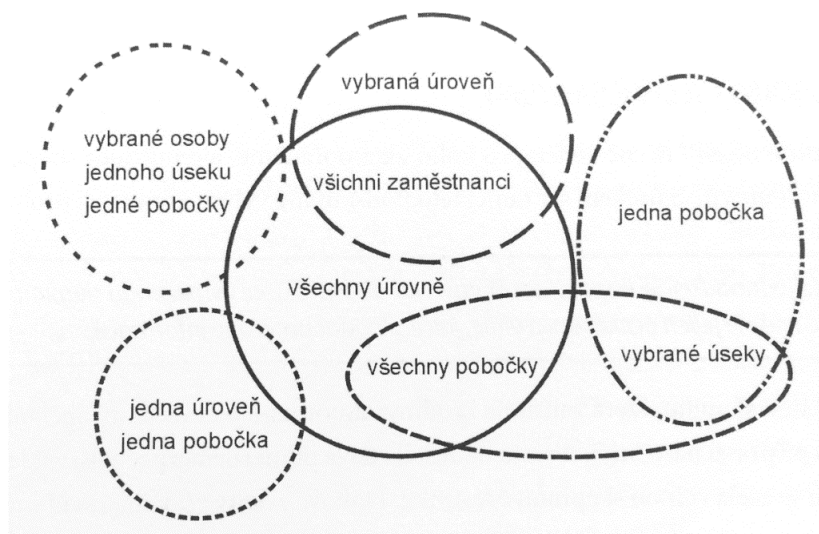 vybraná úroveň
vybrané osoby
jednoho úseku
jedné pobočky
všichni zaměstnanci
jedna pobočka
všechny úrovně
všechny pobočky
vybrané úseky
jedna úroveň
jedna pobočka